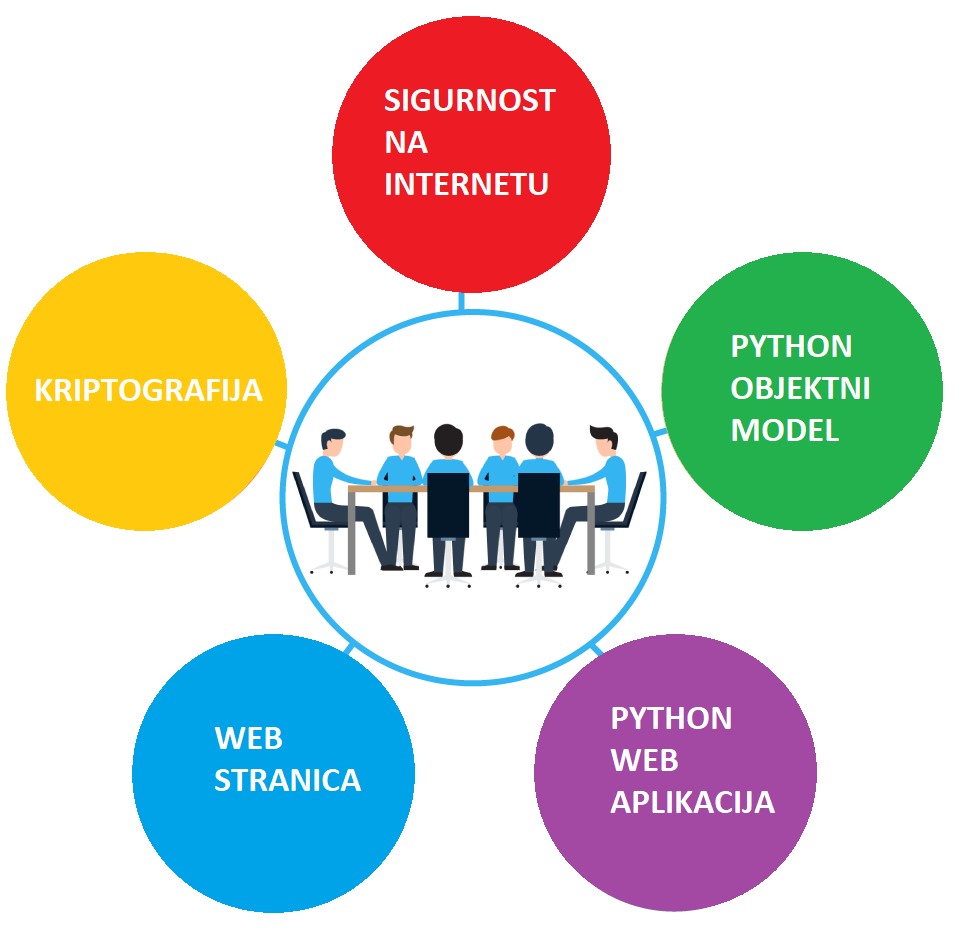 SIGURNOST
NA
INTERNETU
KRIPTOGRAFIJA
PYTHON
OBJEKTNI
MODEL
WEB
STRANICA
PYTHON
WEB
APLIKACIJA